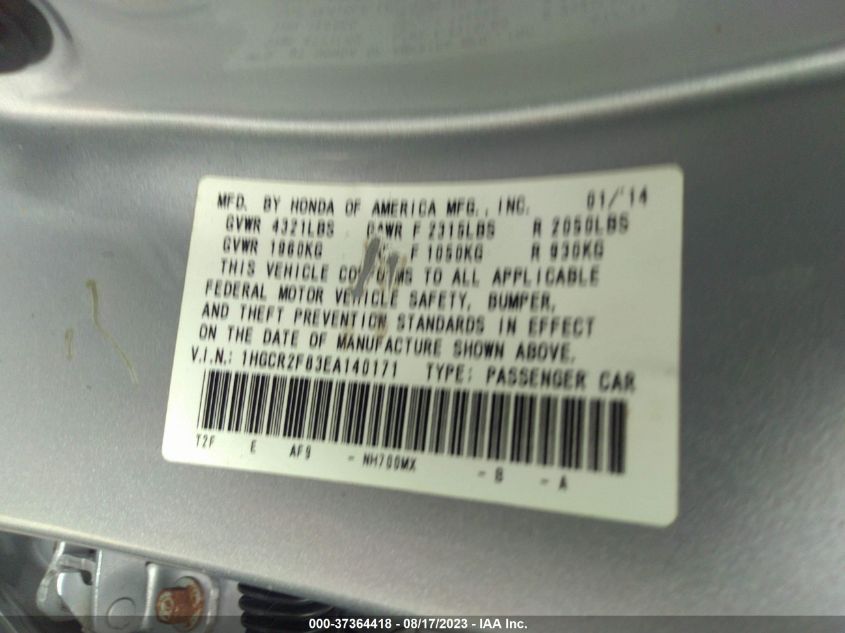 MFD. BY HONDA OF AMERICA MFG., INC. 01/'14
GVWR 4321LBS GAWR F 2315LBS R 2050LBS
GVWR 1960KG F 1050KG R 930KG
THIS VEHICLE CONFORMS TO ALL APPLICABLE
FEDERAL MOTOR VEHICLE SAFETY, BUMPER,
AND THEFT PREVENTION STANDARDS IN EFFECT
ON THE DATE OF MANUFACTURE SHOWN ABOVE.
V.I.N.: 1HGCR2F83EA140171 TYPE: PASSENGER CAR
T2F E AF9 - NH700MX - B - A
000-37364418 - 08/17/2023 - IAA Inc.